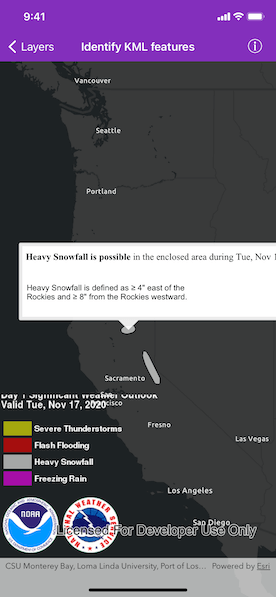 9:41
Layers
Identify KML features
Vancouver
Seattle
Portland
Heavy Snowfall is possible in the enclosed area during Tue, Nov 1
Heavy Snowfall is defined as ≥ 4" east of the
Rockies and ≥ 8" from the Rockies westward.
Sacramento
Day 1 Significant Weather Outlook
Valid Tue, Nov 17, 2020
cisco
Severe Thunderstorms
Fresno
Flash Flooding
Las Vegas
Heavy Snowfall
Freezing Rain
Los Angeles
NOAA
NATIONAL WEATHER SERVICE
San Diego
Licensed For Developer Use Only
CSU Monterey Bay, Loma Linda University, Port of Los...
Powered by Esri